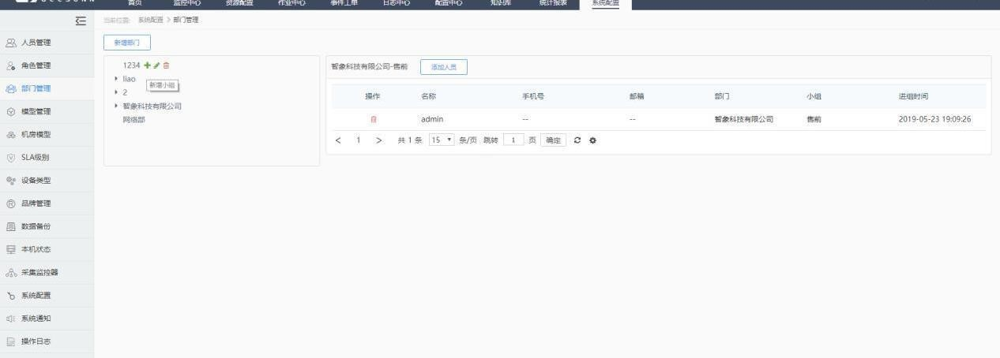 首页 监控中心 资源配置 作业中心 事件工单 日志中心 配置中心 知识库 统计报表 系统配置
当前位置: 系统配置 > 部门管理
人员管理
角色管理
部门管理
模型管理
机房模型
SLA级别
设备类型
品牌管理
数据备份
本机状态
采集监控器
系统配置
系统通知
操作日志
新增部门
1234
新增小组
liao
2
智象科技有限公司
网络部
智象科技有限公司-售前 添加人员
操作 名称 手机号 邮箱 部门 小组 进组时间
admin -- -- 智象科技有限公司 售前 2019-05-23 19:09:26
< 1 > 共 1 条 15 条/页 跳转 1 页 确定